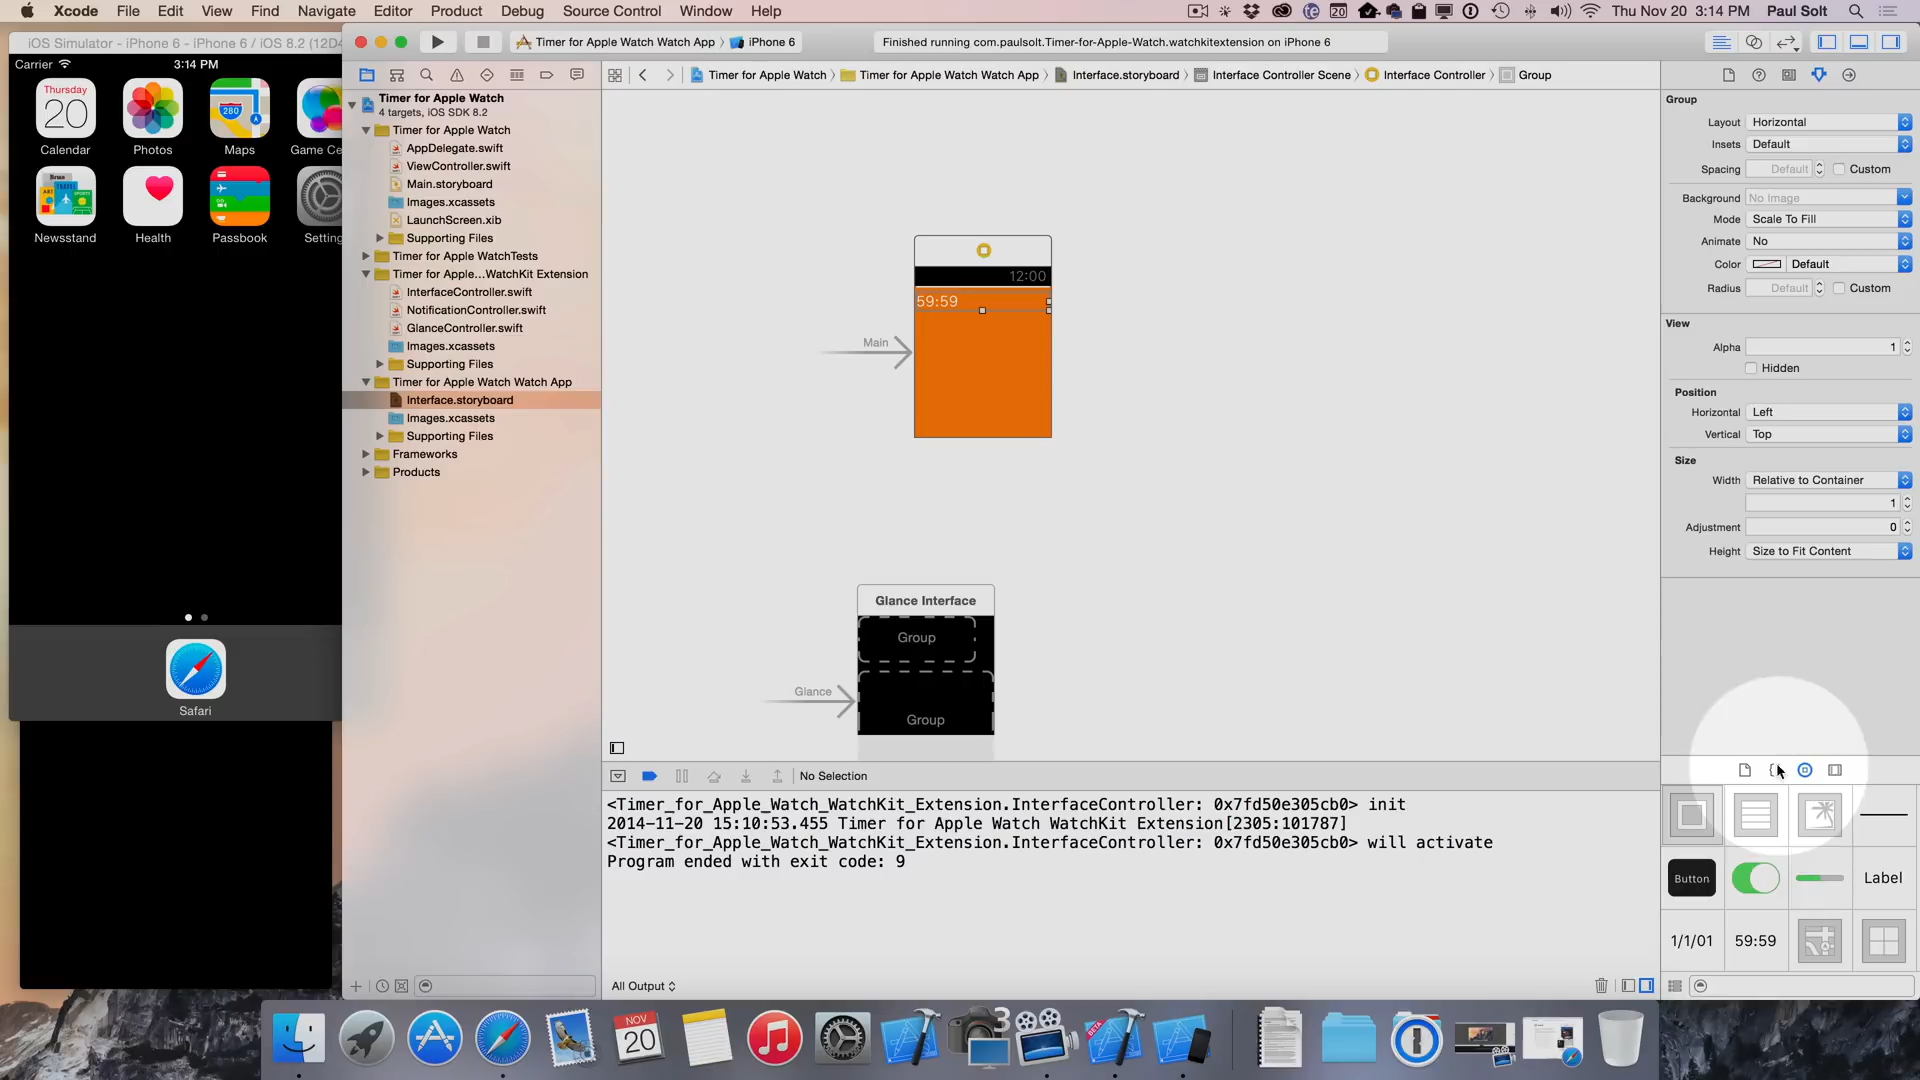 Xcode File Edit View Find Navigate Editor Product Debug Source Control Window Help
20
Thu Nov 20 3:14 PM Paul Solt
iOS Simulator - iPhone 6 - iPhone 6 / iOS 8.2 (12D4
Timer for Apple Watch Watch App
iPhone 6
Finished running com.paulsolt.Timer-for-Apple-Watch.watchkitextension on iPhone 6
Carrier
3:14 PM
Thursday
20
280
Calendar
Photos
Maps
Game Ce
Newsstand
Health
Passbook
Setting
Safari
Timer for Apple Watch
4 targets, iOS SDK 8.2
Timer for Apple Watch
AppDelegate.swift
ViewController.swift
Main.storyboard
Images.xcassets
LaunchScreen.xib
Supporting Files
Timer for Apple WatchTests
Timer for Apple...WatchKit Extension
InterfaceController.swift
NotificationController.swift
GlanceController.swift
Images.xcassets
Supporting Files
Timer for Apple Watch Watch App
Interface.storyboard
Images.xcassets
Supporting Files
Frameworks
Products
Timer for Apple Watch
Timer for Apple Watch Watch App
Interface.storyboard
Interface Controller Scene
Interface Controller
Group
12:00
59:59
Main
Glance Interface
Group
Glance
Group
No Selection
<Timer_for_Apple_Watch_WatchKit_Extension.InterfaceController: 0x7fd50e305cb0> init
2014-11-20 15:10:53.455 Timer for Apple Watch WatchKit Extension[2305:101787]
<Timer_for_Apple_Watch_WatchKit_Extension.InterfaceController: 0x7fd50e305cb0> will activate
Program ended with exit code: 9
All Output
Group
Layout Horizontal
Insets Default
Spacing Default Custom
Background No Image
Mode Scale To Fill
Animate No
Color Default
Radius Default Custom
View
Alpha 1
Hidden
Position
Horizontal Left
Vertical Top
Size
Width Relative to Container
1
Adjustment 0
Height Size to Fit Content
Button
Label
1/1/01
59:59
NOV
20
3
BETA
1